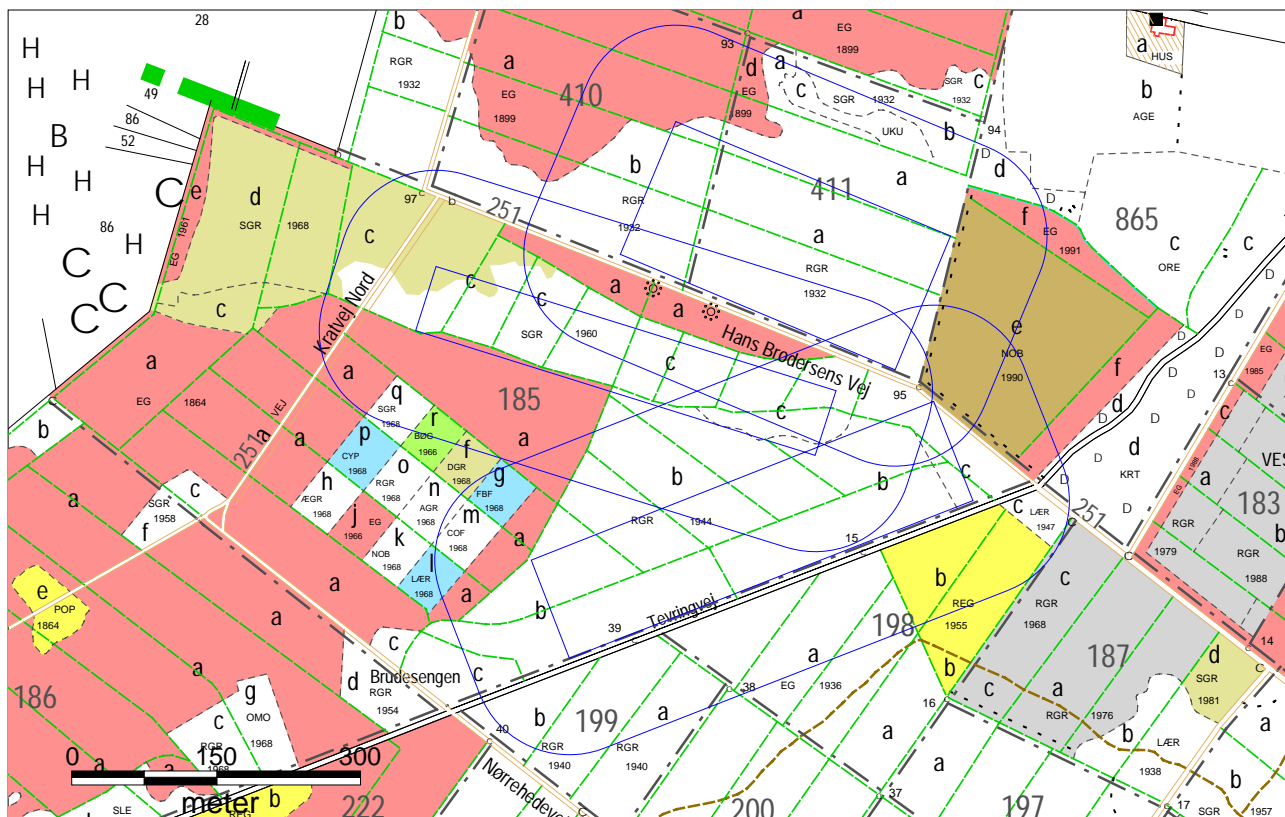 28
H
H
H
49
86
52
B
H
H
H
C
86
H
C
C
C
b
RGR
1932
a
EG
1899
410
93
d
EG
1899
a
EG
1899
a
c
SGR
1932
UKU
SGR
1932
c
b
94
D
d
a
HUS
b
AGE
e
EG
1961
d
SGR
1968
c
c
97
b
251
b
RGR
1932
411
a
a
RGR
1932
f
EG
1991
D
865
c
ORE
c
D
D
D
D
D
D
D
D
D
D
D
e
NOB
1990
f
d
95
Kratvej Nord
c
c
SGR
1960
a
a
Hans Brodersens Vej
c
c
185
a
EG
1864
a
a
a
251
a
VEJ
b
q
SGR
1968
r
BØG
1966
p
CYP
1968
o
RGR
1968
f
DGR
1968
g
FBF
1968
h
ÆGR
1968
n
AGR
1968
m
COF
1968
j
1966
EG
k
NOB
1968
l
LÆR
1968
a
a
a
a
a
c
SGR
1958
f
e
POP
1864
b
RGR
1944
b
c
15
b
39
Tevringvej
c
LÆR
1947
251
c
RGR
1968
b
REG
1955
b
198
a
EG
1936
d
KRT
13
c
EG
1985
EG
1988
a
RGR
1979
VES
183
b
RGR
1988
14
187
c
a
RGR
1976
d
SGR
1981
b
LÆR
1938
a
b
17
SGR
1957
186
a
a
g
OMO
1968
c
RGR
1968
a
a
c
d
RGR
1954
Brudesengen
c
40
b
RGR
1940
199
a
RGR
1940
38
16
a
a
37
197
200
Nørrehedeve
222
b
REG
SLE
b
0 150 300
meter